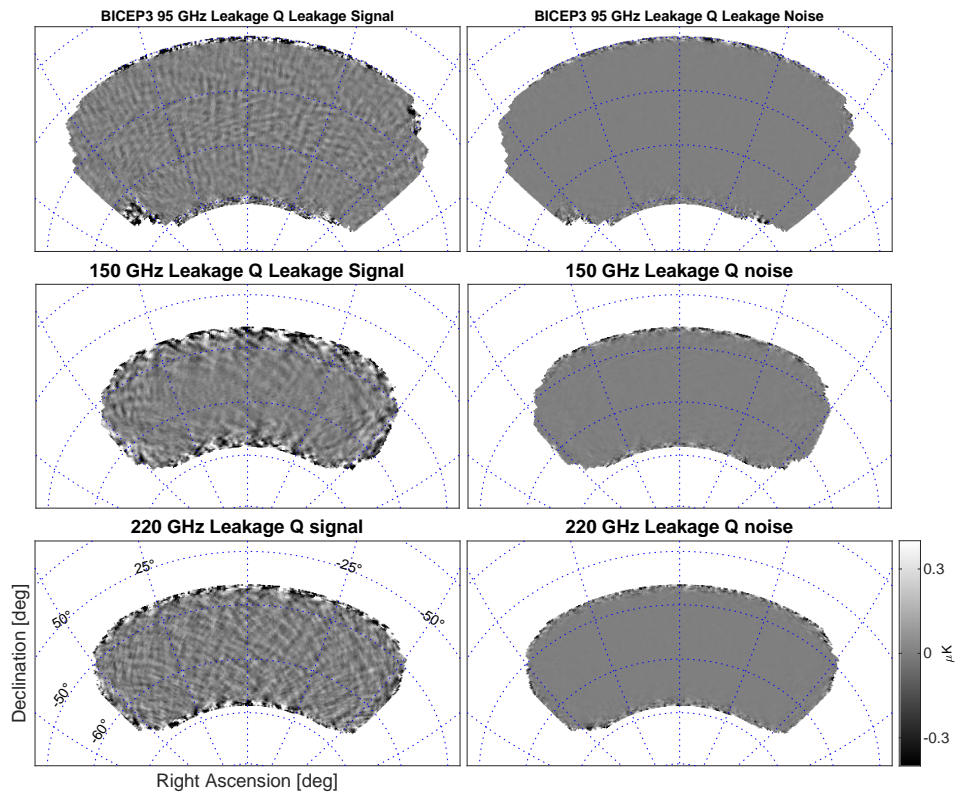 BICEP3 95 GHz Leakage Q Leakage Signal
BICEP3 95 GHz Leakage Q Leakage Noise
150 GHz Leakage Q Leakage Signal
150 GHz Leakage Q noise
220 GHz Leakage Q signal
220 GHz Leakage Q noise
25°
-25°
50°
-50°
-50°
-60°
Declination [deg]
Right Ascension [deg]
0.3
0
-0.3
μK